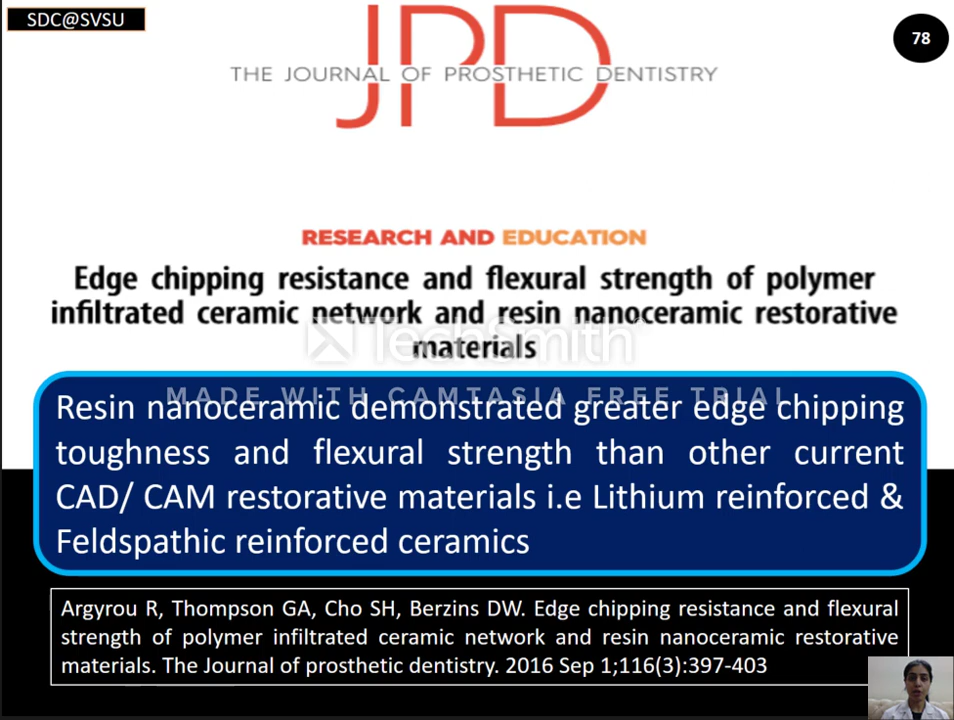 SDC@SVSU
78
JPD
THE JOURNAL OF PROSTHETIC DENTISTRY
RESEARCH AND EDUCATION
Edge chipping resistance and flexural strength of polymer
infiltrated ceramic network and resin nanoceramic restorative
materials
TechSmith
MADE WITH CAMTASIA FREE TRIAL
Resin nanoceramic demonstrated greater edge chipping
toughness and flexural strength than other current
CAD/ CAM restorative materials i.e Lithium reinforced &
Feldspathic reinforced ceramics
Argyrou R, Thompson GA, Cho SH, Berzins DW. Edge chipping resistance and flexural
strength of polymer infiltrated ceramic network and resin nanoceramic restorative
materials. The Journal of prosthetic dentistry. 2016 Sep 1;116(3):397-403